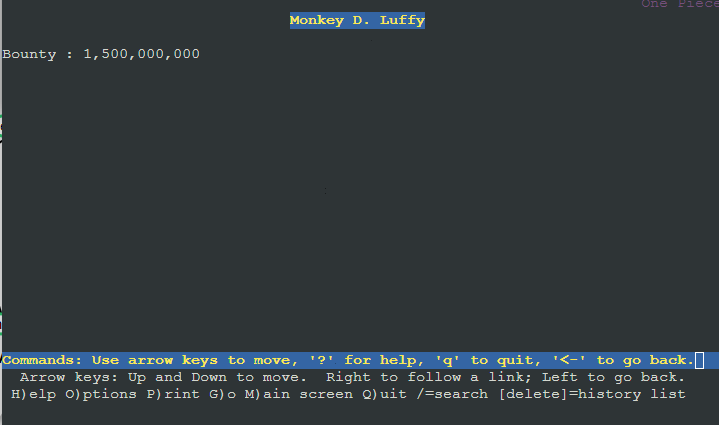 One Piece
Monkey D. Luffy
Bounty : 1,500,000,000
Commands: Use arrow keys to move, '?' for help, 'q' to quit, '<-' to go back.
Arrow keys: Up and Down to move.  Right to follow a link; Left to go back.
H)elp O)ptions P)rint G)o M)ain screen Q)uit /=search [delete]=history list